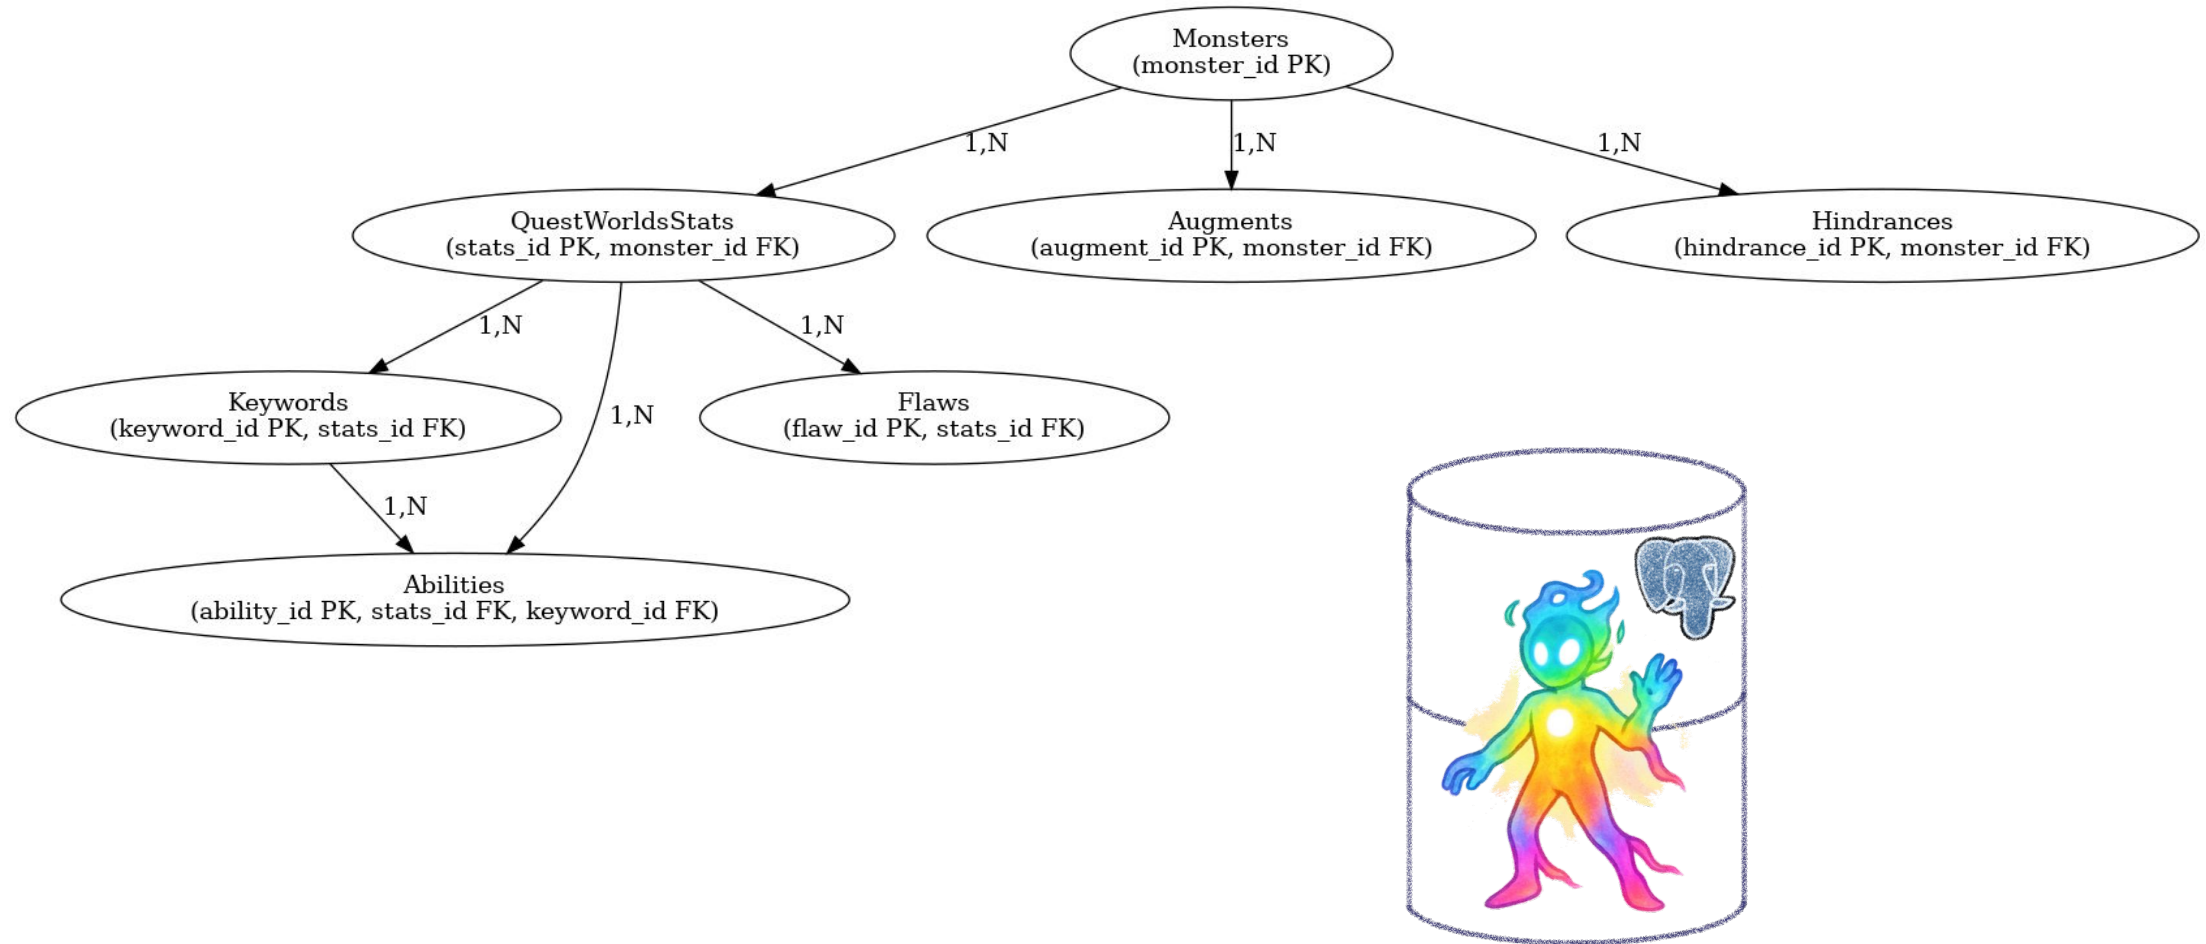 Monsters
(monster_id PK)
1,N
1,N
1,N
QuestWorldsStats
(stats_id PK, monster_id FK)
Augments
(augment_id PK, monster_id FK)
Hindrances
(hindrance_id PK, monster_id FK)
1,N
1,N
Keywords
(keyword_id PK, stats_id FK)
1,N
Flaws
(flaw_id PK, stats_id FK)
1,N
Abilities
(ability_id PK, stats_id FK, keyword_id FK)